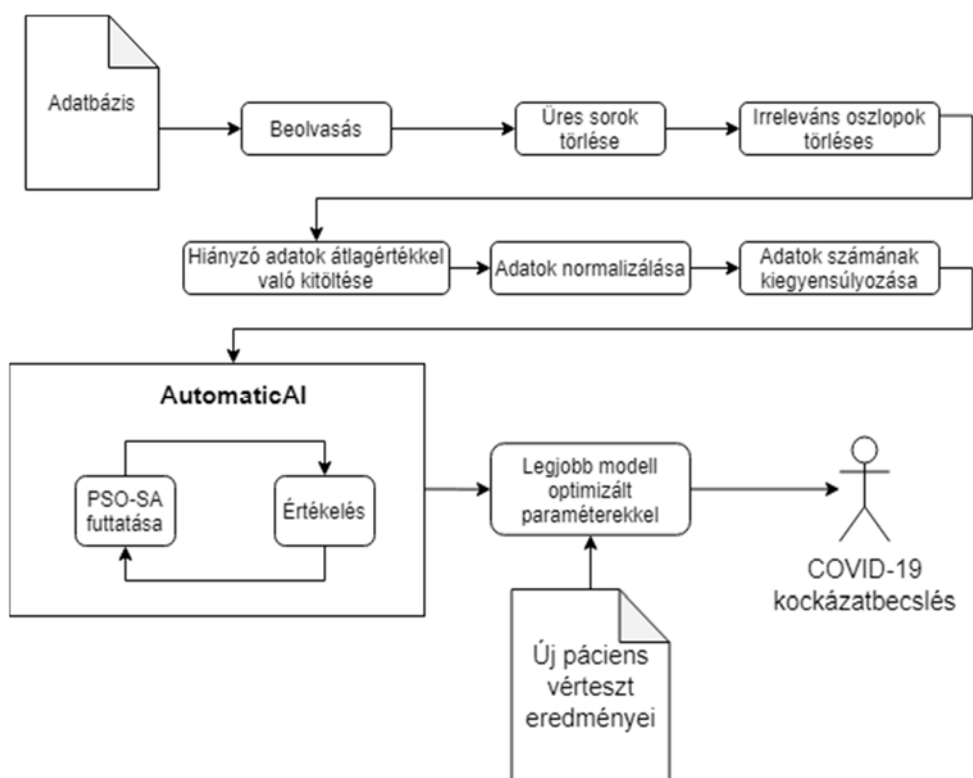 Adatbázis
Beolvasás
Üres sorok
törlése
Irreleváns oszlopok
törléses
Hiányzó adatok átlagértékkel
való kitöltése
Adatok normalizálása
Adatok számának
kiegyensúlyozása
AutomaticAI
PSO-SA
futtatása
Értékelés
Legjobb modell
optimizált
paraméterekkel
COVID-19
kockázatbecslés
Új páciens
vérteszt
eredményei